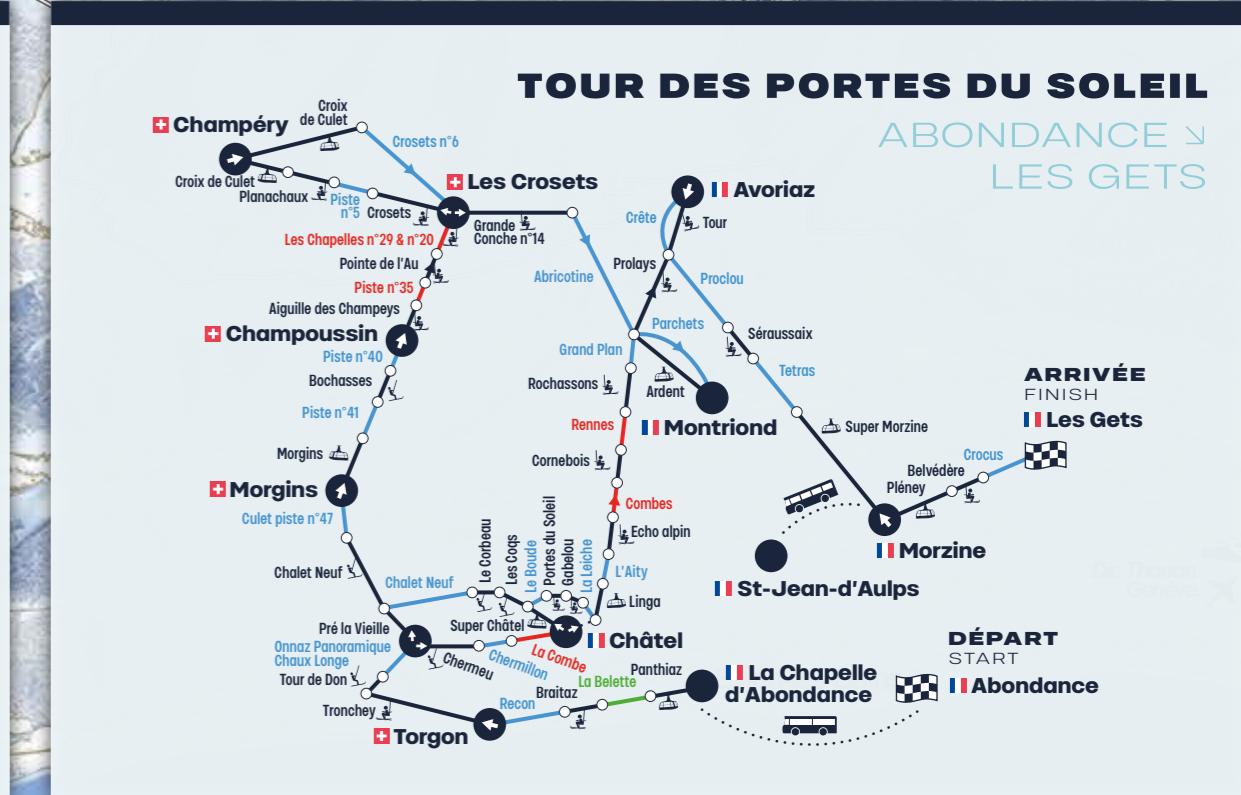 TOUR DES PORTES DU SOLEIL
ABONDANCE
LES GETS
Croix
de Culet
Champéry
Crosets n°6
Croix de Culet
Planachaux
Piste
n°5
Crosets
Les Crosets
Grande
Conche n°14
Les Chapelles n°29 & n°20
Pointe de l'Au
Piste n°35
Aiguille des Champeys
Champoussin
Piste n°40
Bochasses
Piste n°41
Morgins
Morgins
Culet piste n°47
Chalet Neuf
Chalet Neuf
Pré la Vieille
Onnaz Panoramique
Chaux Longe
Tour de Don
Tronchey
Torgon
Recon
Braitaz
La Belette
Panthiaz
La Chapelle
d'Abondance
DÉPART
START
Abondance
Chermeu
Chermillon
La Combe
Super Châtel
Châtel
Le Corbeau
Les Coqs
Le Boude
Portes du Soleil
Gabelou
La Leiche
Linga
L'Aity
Echo alpin
Combes
Cornebois
Rennes
Rochassons
Grand Plan
Abricotine
Parchets
Ardent
Montriond
Prolays
Crête
Tour
Avoriaz
Proclou
Séraussaix
Tetras
Super Morzine
Morzine
St-Jean-d'Aulps
Pléney
Belvédère
Crocus
ARRIVÉE
FINISH
Les Gets